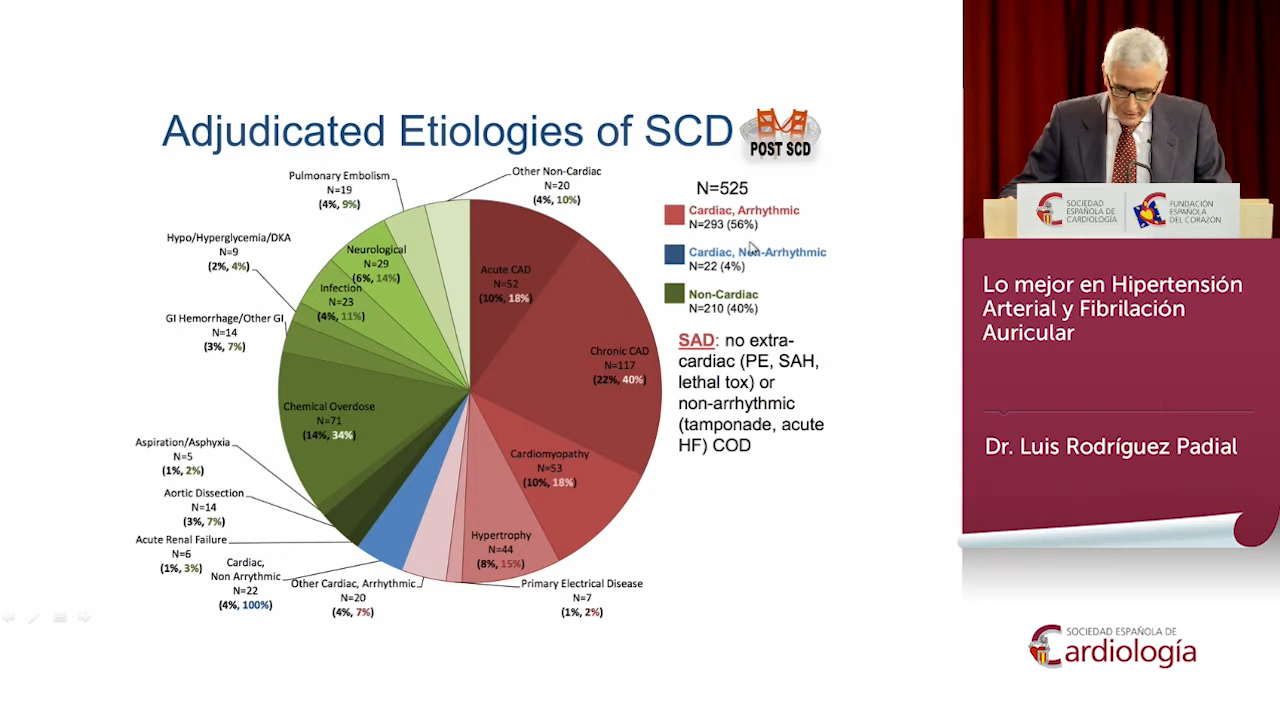 Adjudicated Etiologies of SCD
POST SCD
Pulmonary Embolism
N=19
(4%, 9%)
Other Non-Cardiac
N=20
(4%, 10%)
Hypo/Hyperglycemia/DKA
N=9
(2%, 4%)
Neurological
N=29
(6%, 14%)
Infection
N=23
(4%, 11%)
GI Hemorrhage/Other GI
N=14
(3%, 7%)
Chemical Overdose
N=71
(14%, 34%)
Aspiration/Asphyxia
N=5
(1%, 2%)
Aortic Dissection
N=14
(3%, 7%)
Acute Renal Failure
N=6
(1%, 3%)
Cardiac,
Non Arrythmic
N=22
(4%, 100%)
Other Cardiac, Arrhythmic
N=20
(4%, 7%)
Primary Electrical Disease
N=7
(1%, 2%)
Hypertrophy
N=44
(8%, 15%)
Cardiomyopathy
N=53
(10%, 18%)
Chronic CAD
N=117
(22%, 40%)
Acute CAD
N=52
(10%, 18%)
N=525
Cardiac, Arrhythmic
N=293 (56%)
Cardiac, Non-Arrhythmic
N=22 (4%)
Non-Cardiac
N=210 (40%)
SAD: no extra-
cardiac (PE, SAH,
lethal tox) or
non-arrhythmic
(tamponade, acute
HF) COD
SOCIEDAD
ESPAÑOLA DE
CARDIOLOGÍA
FUNDACIÓN
ESPAÑOLA
DEL CORAZÓN
Lo mejor en Hipertensión
Arterial y Fibrilación
Auricular
Dr. Luis Rodríguez Padial
SOCIEDAD ESPAÑOLA DE
Cardiología